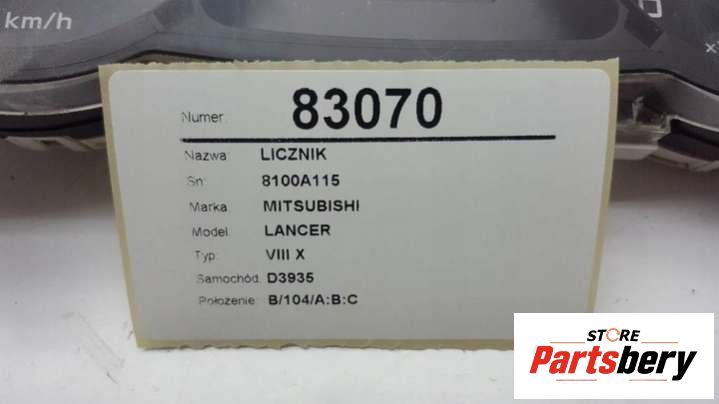 km/h
Numer: 83070
Nazwa: LICZNIK
Sn: 8100A115
Marka: MITSUBISHI
Model: LANCER
Typ: VIII X
Samochód: D3935
Położenie: B/104/A:B:C
STORE
Partsbery